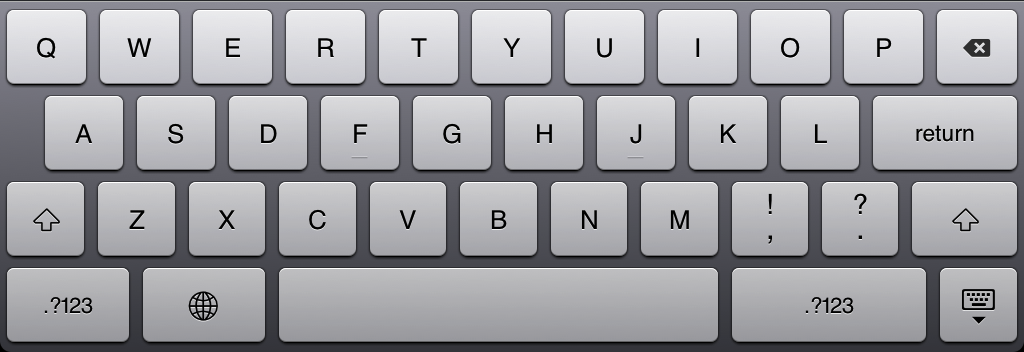 Q W E R T Y U I O P
A S D F G H J K L return
Z X C V B N M ! , ? .
.?123 .?123